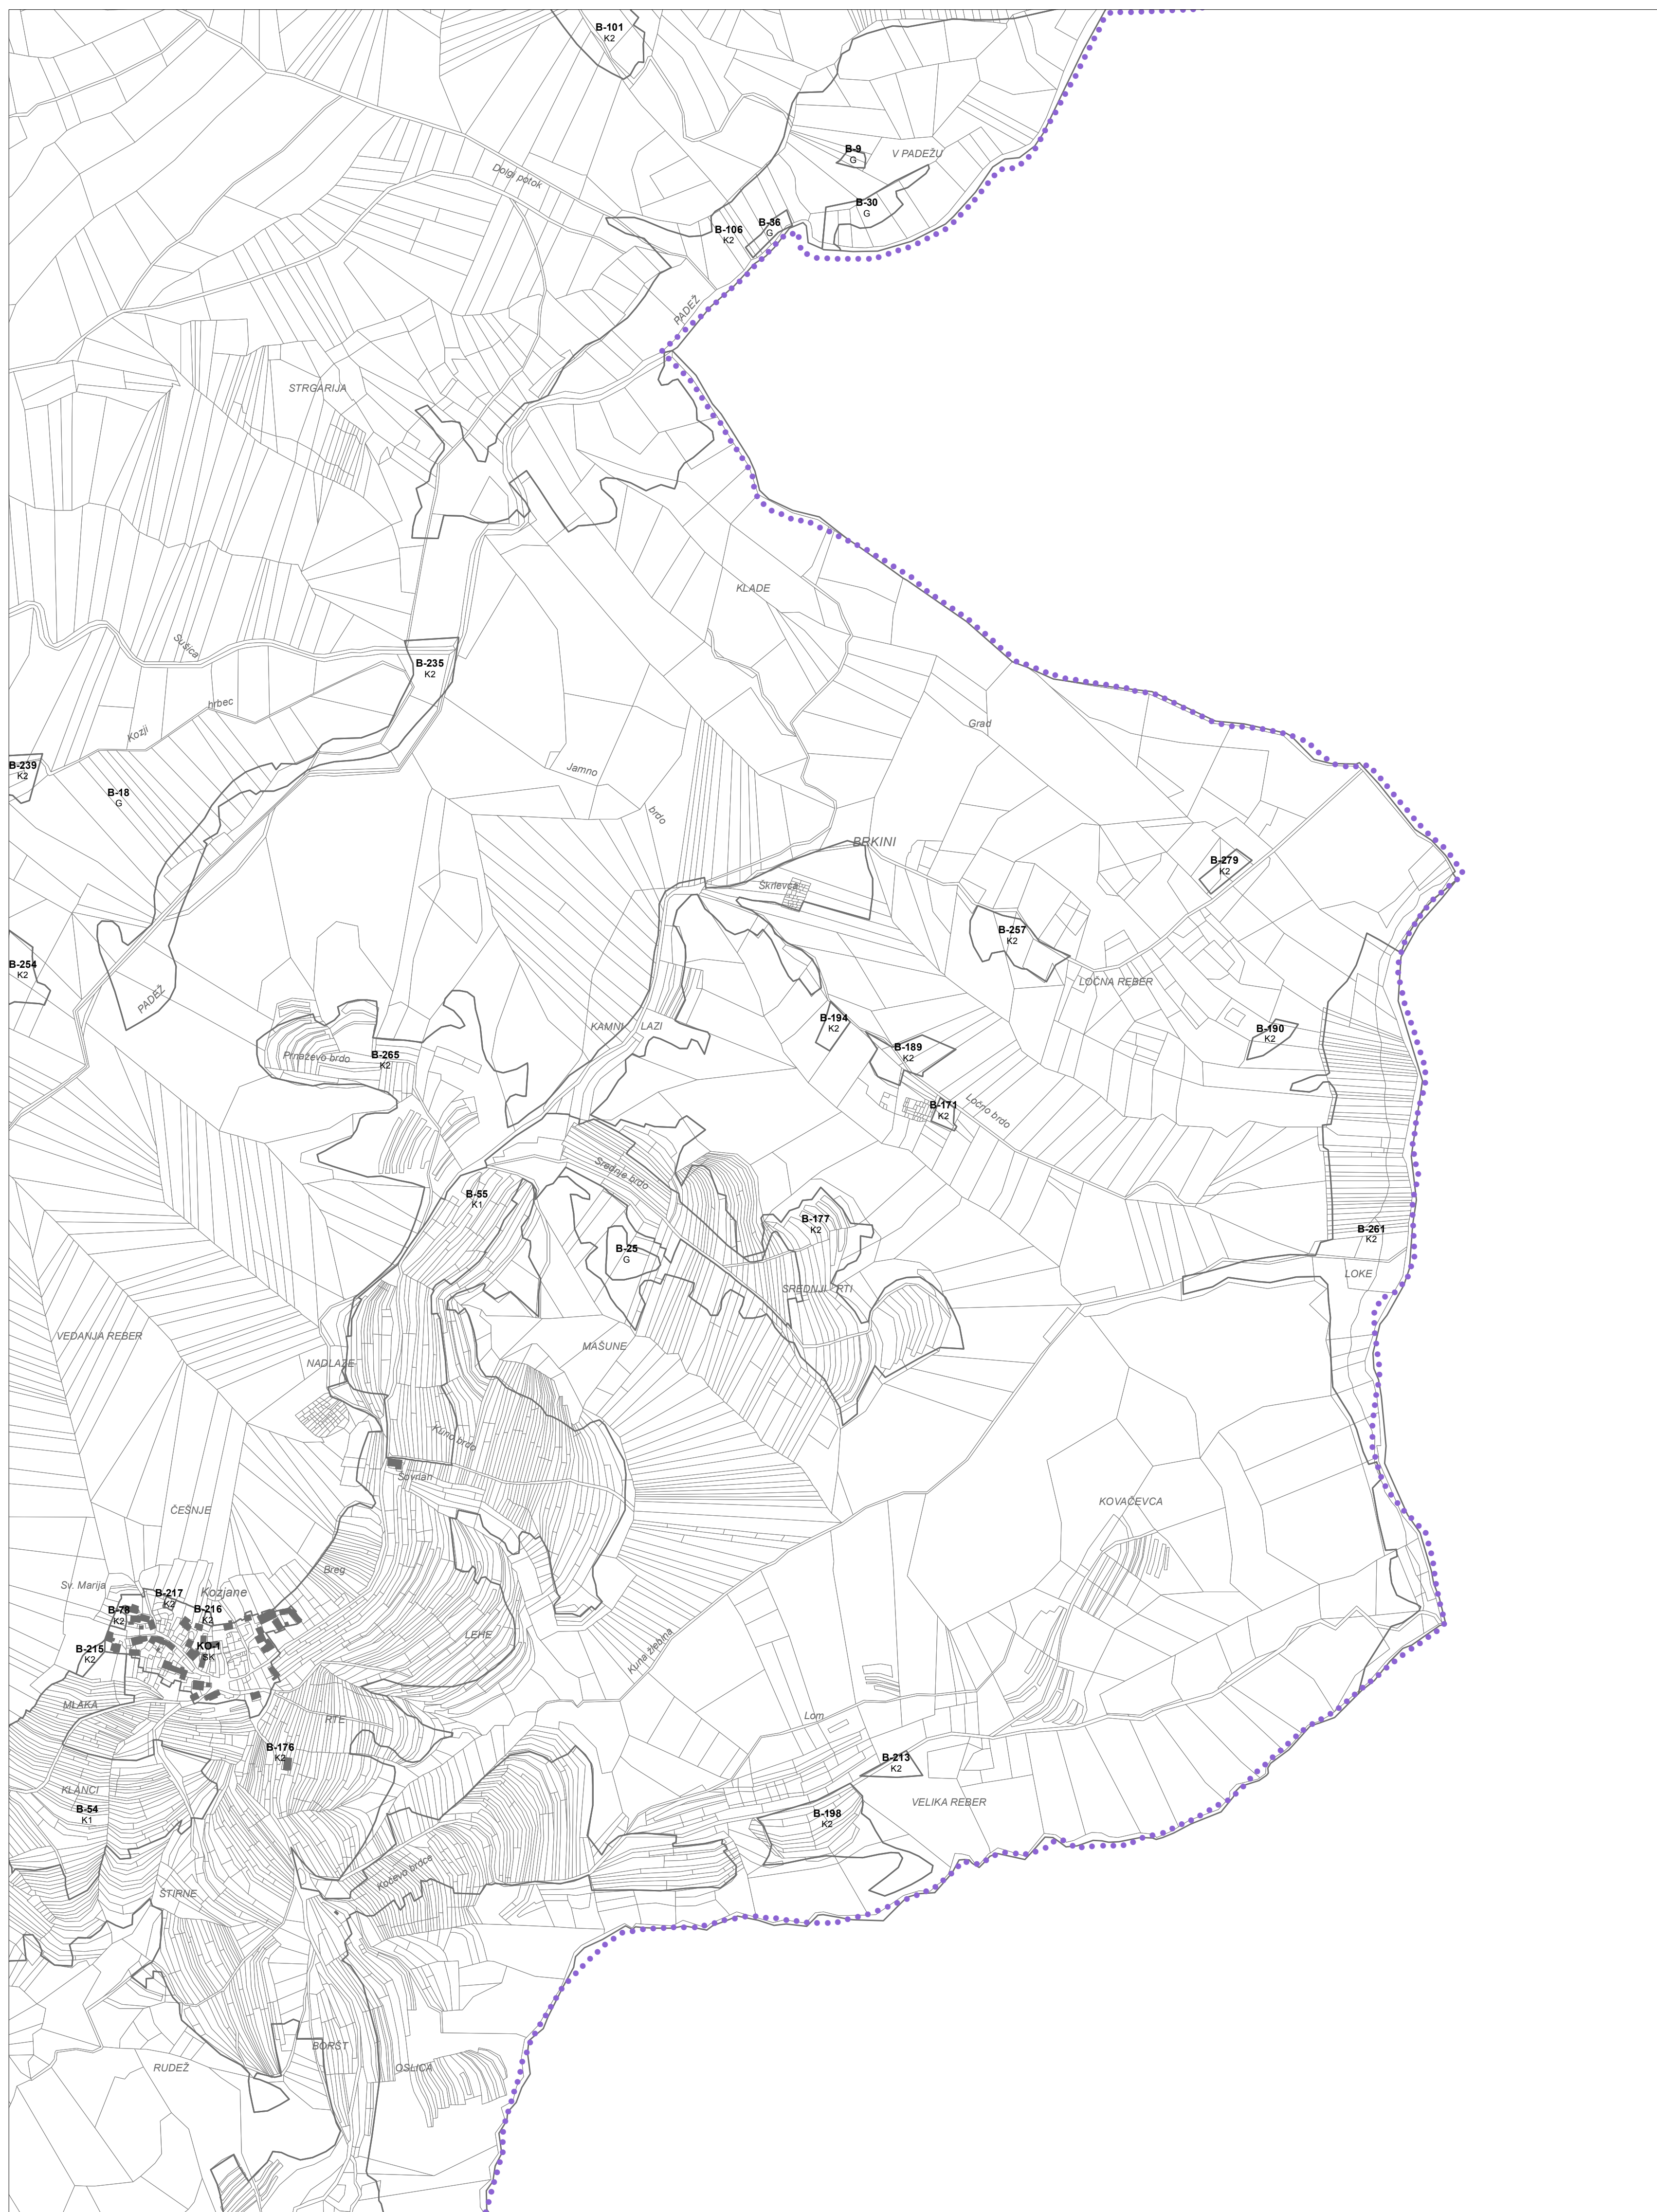 B-101
K2
B-9
G
V PADEŽU
Dolgi potok
B-30
G
B-36
G
B-106
K2
PADEŽ
STRGARIJA
KLADE
Sušica
B-235
K2
hrbec
Kozji
Grad
B-239
K2
Jamno
brdo
B-18
G
BRKINI
B-279
K2
Škrlevca
B-257
K2
B-254
K2
LOČNA REBER
PADEŽ
B-194
K2
KAMNI LAZI
B-190
K2
B-189
K2
B-265
K2
B-171
K2
Ločno brdo
Srednje brdo
B-55
K1
B-177
K2
B-261
K2
B-25
G
LOKE
SREDNJI RTI
VEDANJA REBER
MAŠUNE
NADLAZE
Kuno brdo
Sovrlan
KOVAČEVCA
ČEŠNJE
Breg
Sv. Marija
B-217
K2
Kozjane
B-78
K2
B-216
K2
LEHE
B-215
K2
KO-1
SK
Kuna žlebina
MLAKA
RTE
Lom
B-176
K2
B-213
K2
KLANCI
VELIKA REBER
B-54
K1
B-198
K2
Kočevo brdce
ŠTIRNE
BORŠT
RUDEŽ
OSLICA